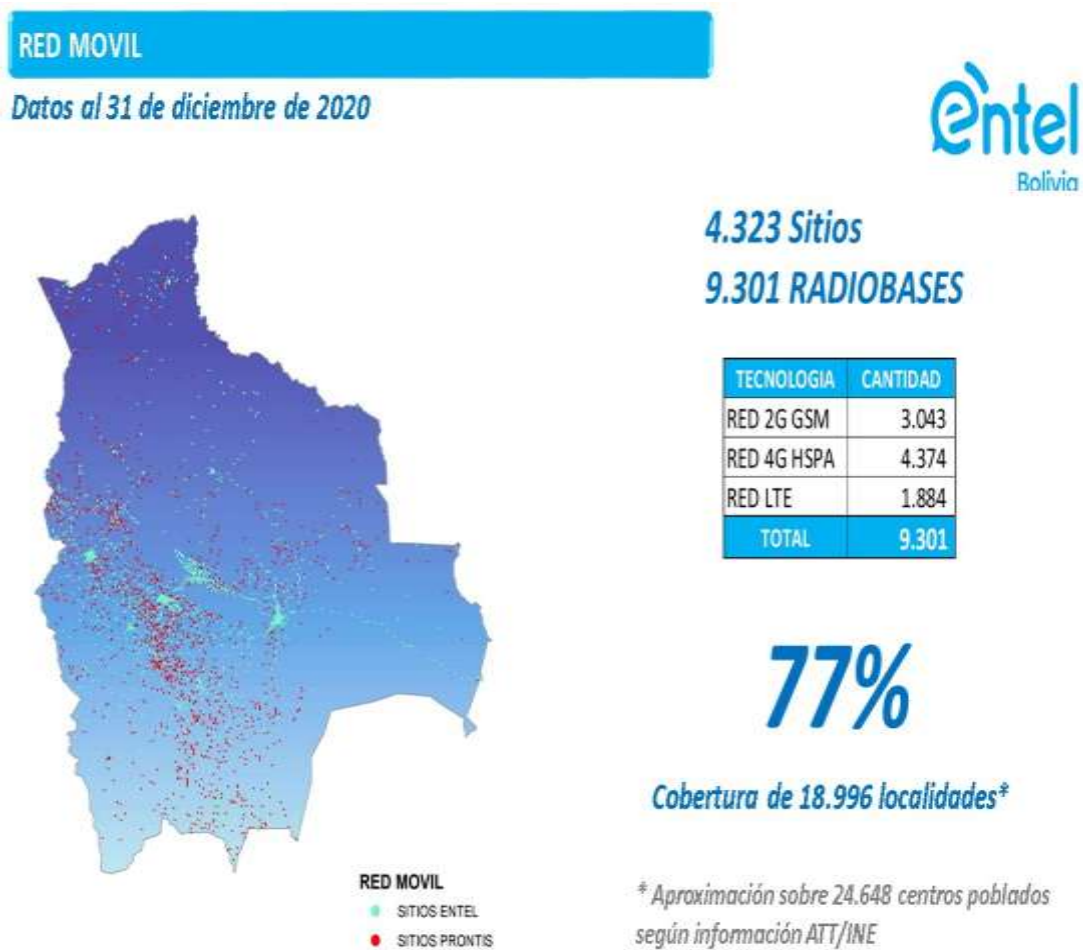 RED MOVIL
Datos al 31 de diciembre de 2020
entel
Bolivia
4.323 Sitios
9.301 RADIOBASES
TECNOLOGIA CANTIDAD
RED 2G GSM 3.043
RED 4G HSPA 4.374
RED LTE 1.884
TOTAL 9.301
77%
Cobertura de 18.996 localidades*
RED MOVIL
SITIOS ENTEL
SITIOS PRONTIS
* Aproximación sobre 24.648 centros poblados
según información ATT/INE